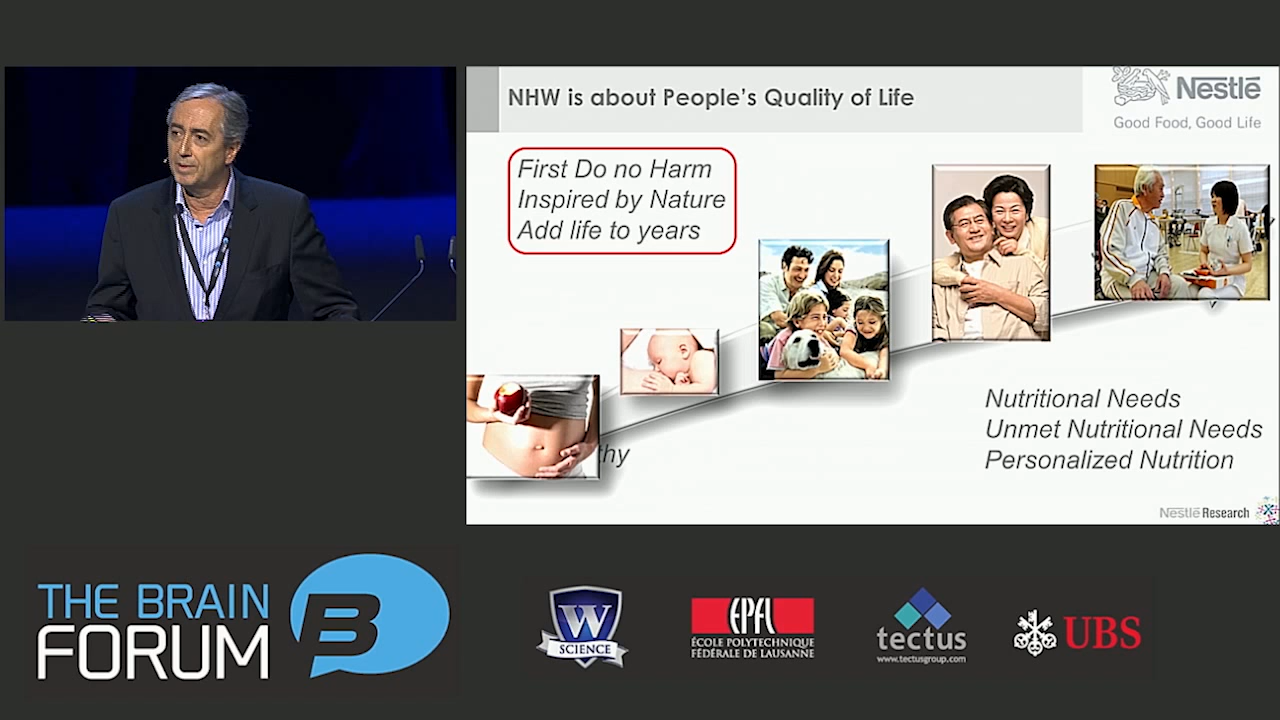 NHW is about People's Quality of Life
Nestlé
Good Food, Good Life
First Do no Harm
Inspired by Nature
Add life to years
Nutritional Needs
Unmet Nutritional Needs
Personalized Nutrition
Nestlé Research
THE BRAIN
FORUM
B
W
SCIENCE
EPFL
ÉCOLE POLYTECHNIQUE
FÉDÉRALE DE LAUSANNE
tectus
www.tectusgroup.com
UBS